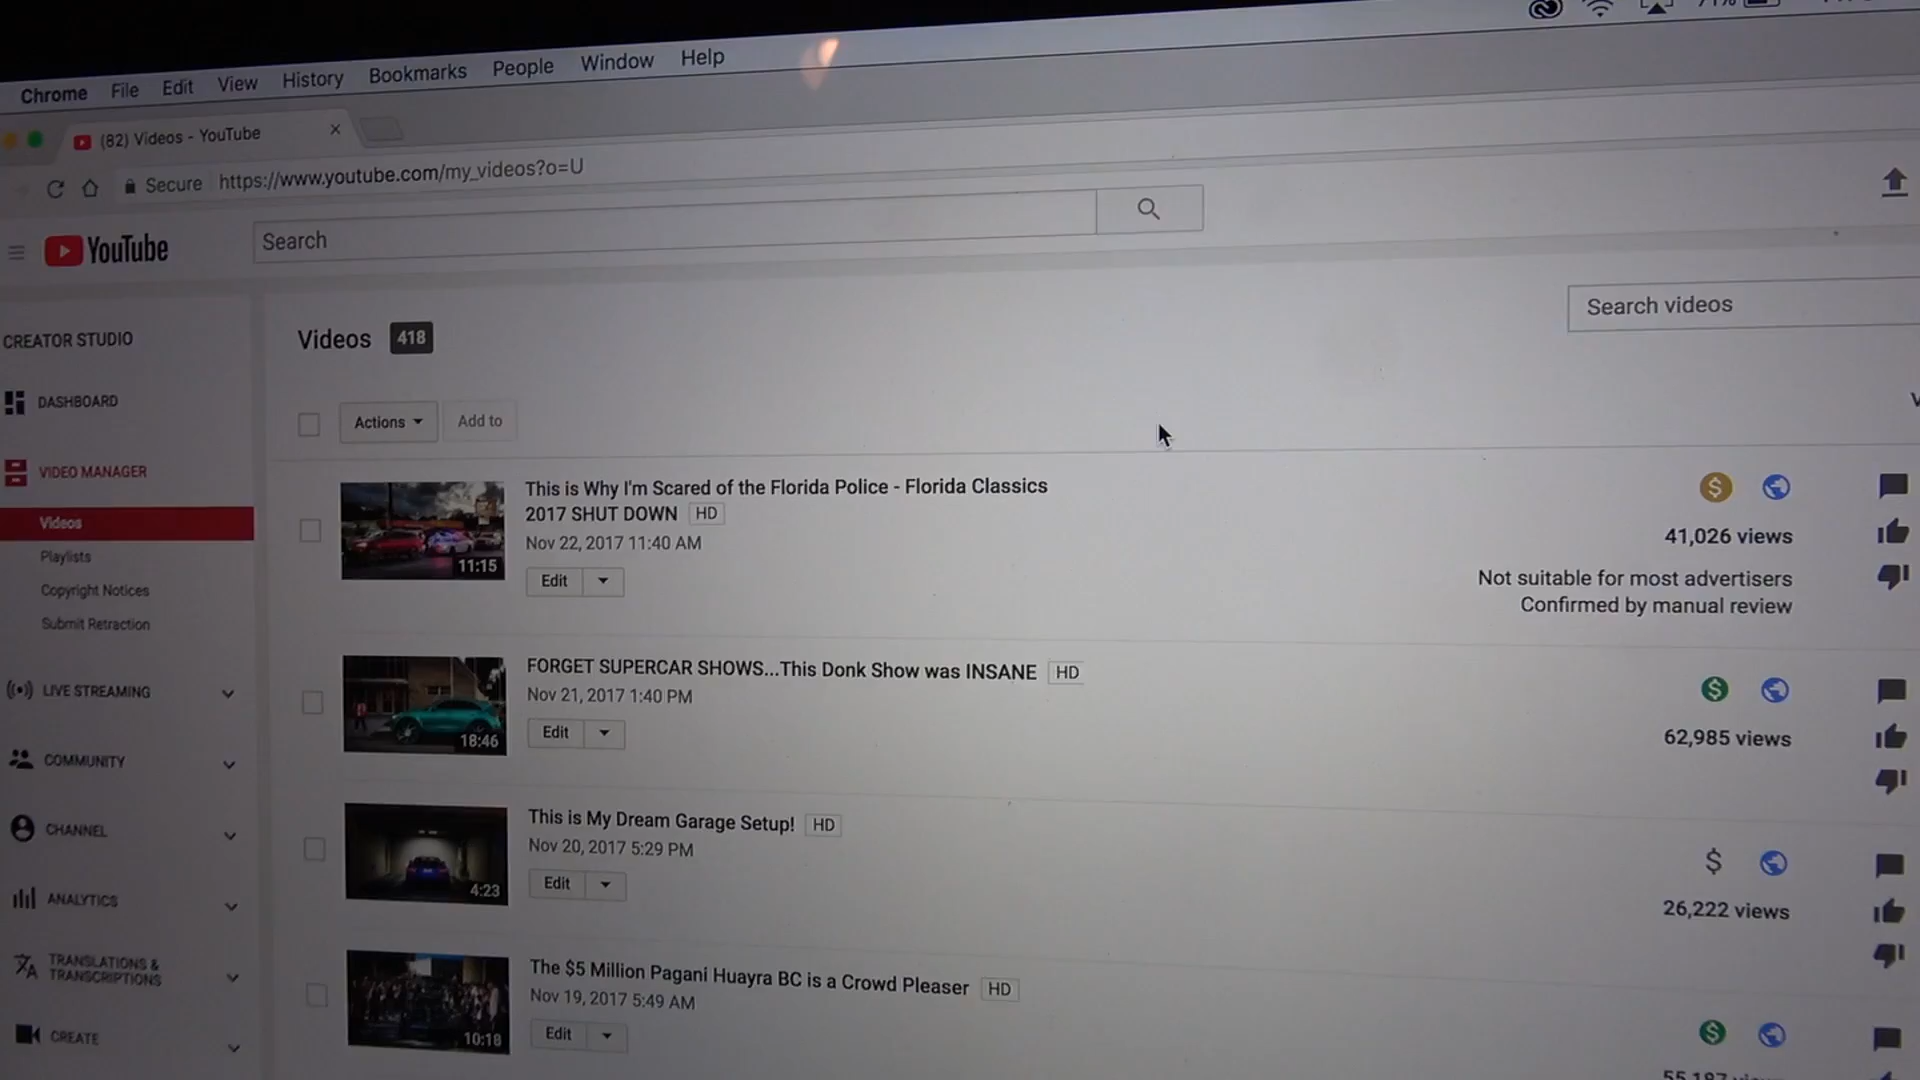 Chrome File Edit View History Bookmarks People Window Help
(82) Videos - YouTube
Secure https://www.youtube.com/my_videos?o=U
YouTube
Search
CREATOR STUDIO
Videos 418
Search videos
DASHBOARD
Actions Add to
VIDEO MANAGER
Videos
Playlists
Copyright Notices
Submit Retraction
LIVE STREAMING
COMMUNITY
CHANNEL
ANALYTICS
TRANSLATIONS &
TRANSCRIPTIONS
CREATE
This is Why I'm Scared of the Florida Police - Florida Classics
2017 SHUT DOWN HD
Nov 22, 2017 11:40 AM
11:15
Edit
41,026 views
Not suitable for most advertisers
Confirmed by manual review
FORGET SUPERCAR SHOWS...This Donk Show was INSANE HD
Nov 21, 2017 1:40 PM
18:46
Edit
62,985 views
This is My Dream Garage Setup! HD
Nov 20, 2017 5:29 PM
4:23
Edit
26,222 views
The $5 Million Pagani Huayra BC is a Crowd Pleaser HD
Nov 19, 2017 5:49 AM
10:18
Edit